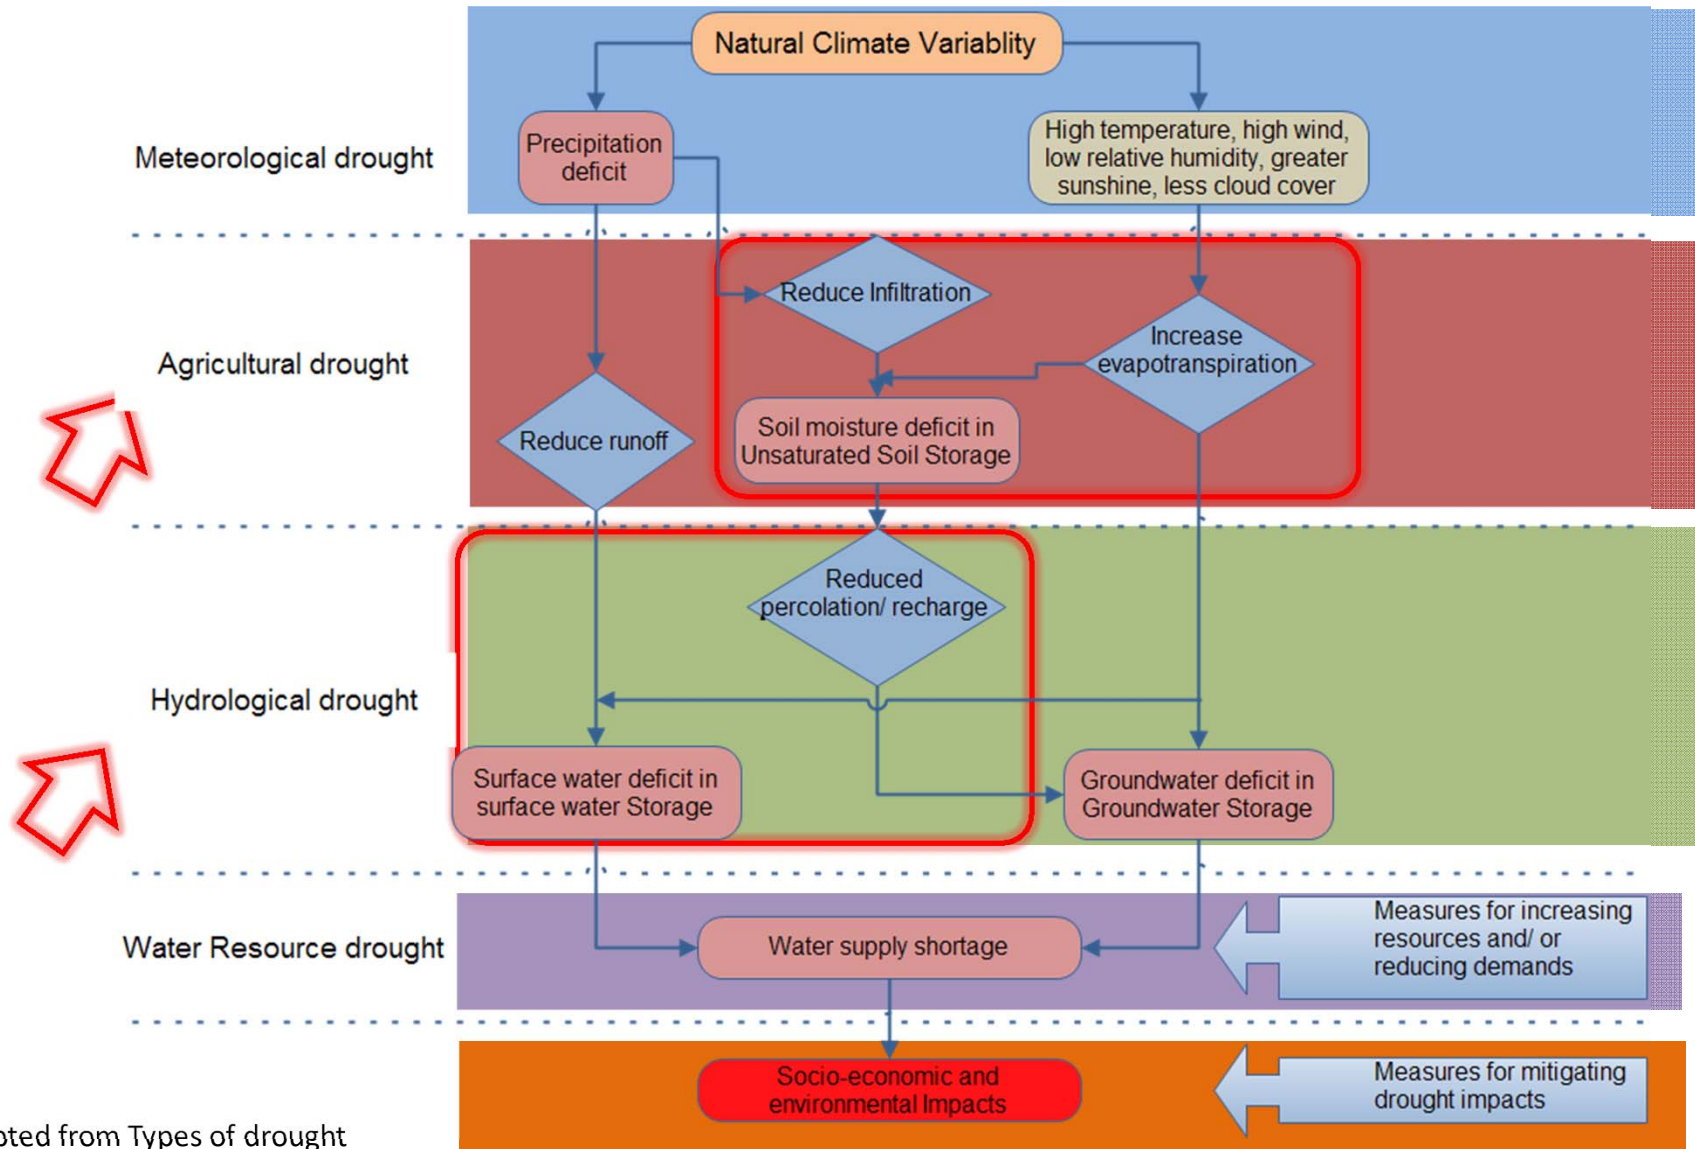 Natural Climate Variablity
Meteorological drought
Precipitation
deficit
High temperature, high wind,
low relative humidity, greater
sunshine, less cloud cover
Agricultural drought
Reduce Infiltration
Increase
evapotranspiration
Reduce runoff
Soil moisture deficit in
Unsaturated Soil Storage
Hydrological drought
Reduced
percolation/ recharge
Surface water deficit in
surface water Storage
Groundwater deficit in
Groundwater Storage
Water Resource drought
Water supply shortage
Measures for increasing
resources and/ or
reducing demands
Socio-economic and
environmental Impacts
Measures for mitigating
drought impacts
from Types of drought